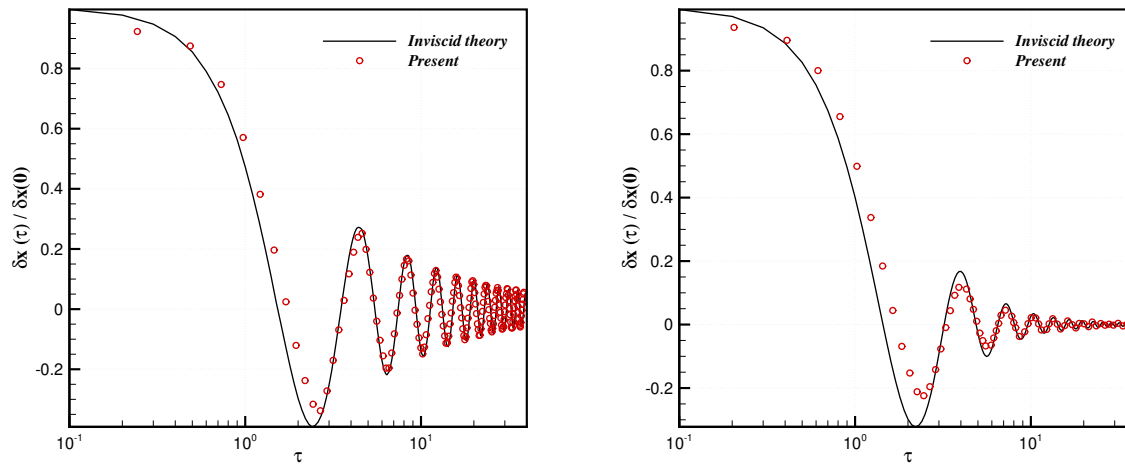 Inviscid theory
Present
0.8
0.6
0.4
0.2
0
-0.2
δx (τ) / δx(0)
10⁻¹
10⁰
10¹
τ
Inviscid theory
Present
0.8
0.6
0.4
0.2
0
-0.2
δx (τ) / δx(0)
10⁻¹
10⁰
10¹
τ